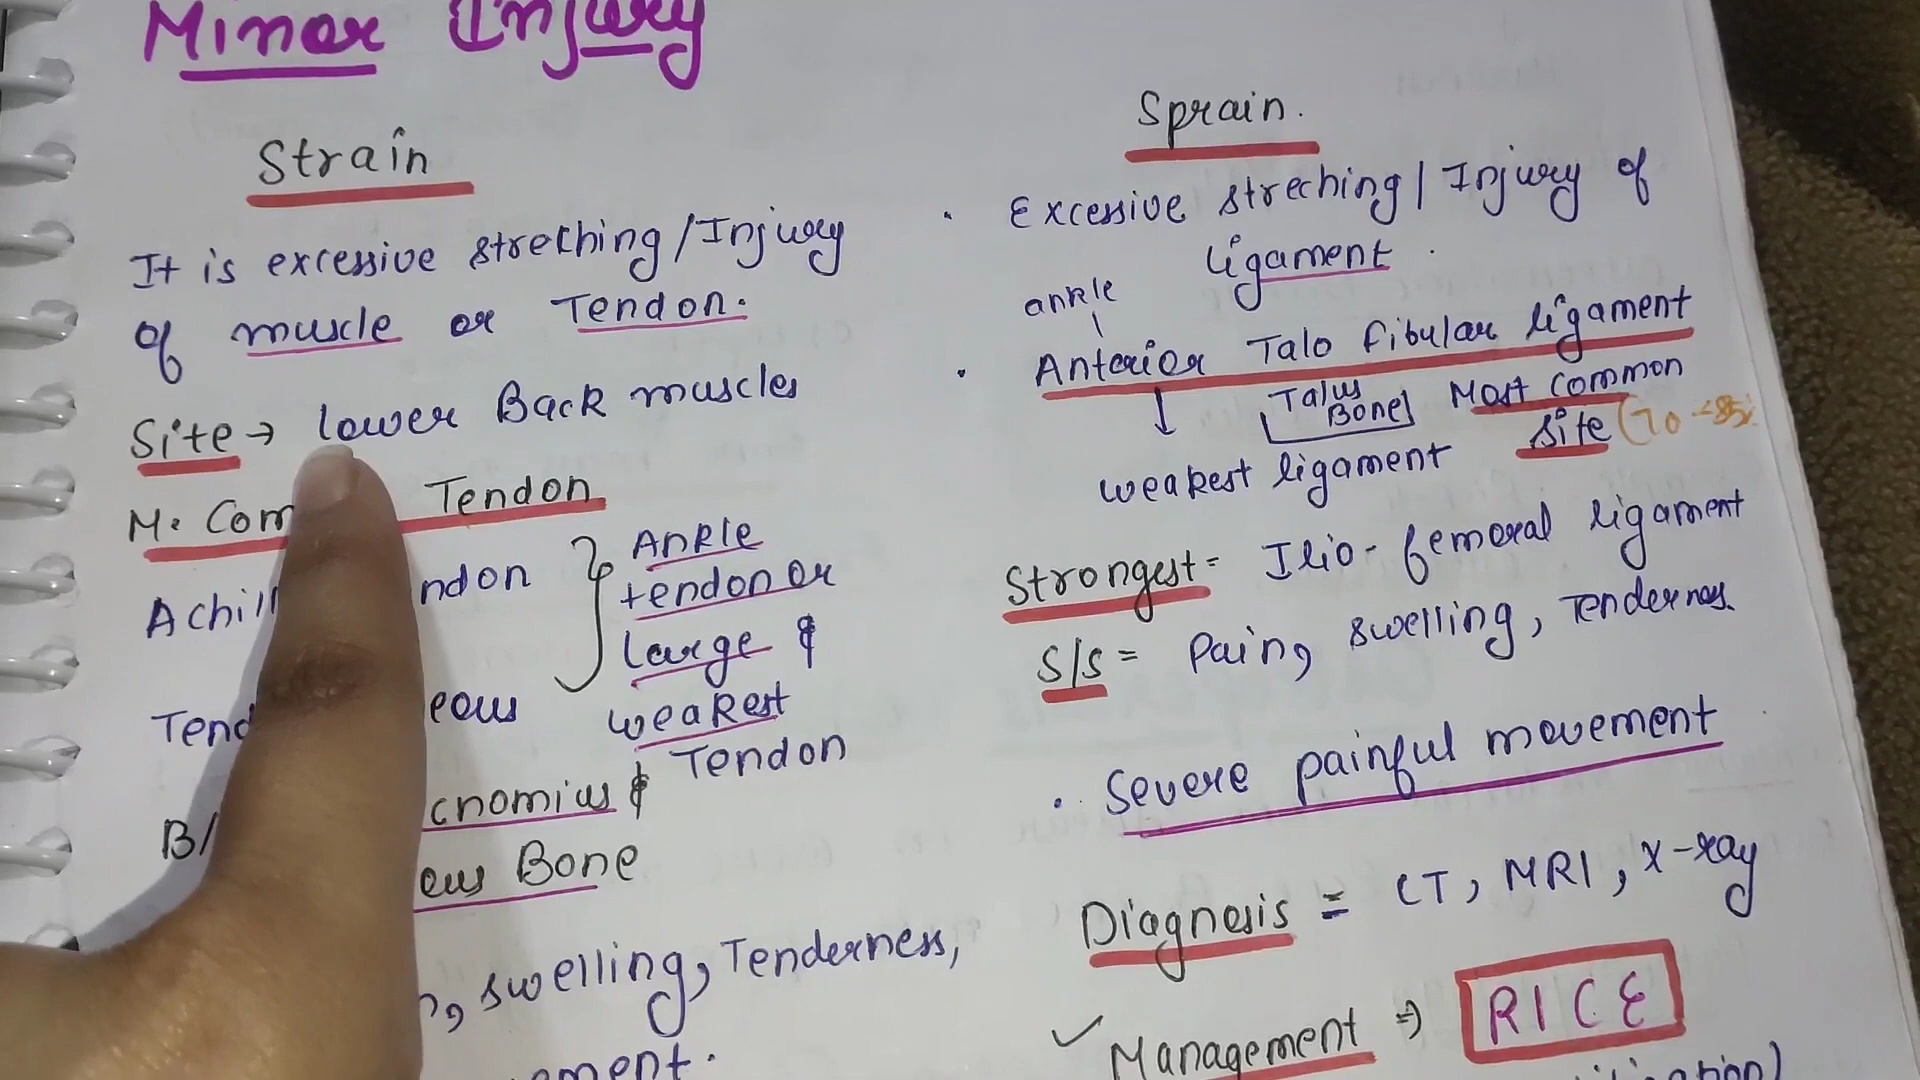 Minor Injury
Strain
It is excessive streching/Injury
of muscle or Tendon.
Site → lower Back muscles
M. Tendon
Ankle
tendon or
large &
weakest
Tendon
&
Bone
swelling, Tenderness,
Sprain.
• Excessive streching/Injury of
ligament.
ankle
• Anterior Talo fibular ligament
Talus
Bone
Most common
site (70-85%
weakest ligament
Strongest = Ilio-femoral ligament
S/S = Pain, swelling, Tenderness.
• Severe painful movement
Diagnosis = CT, MRI, X-ray
✓ Management ⇒ RICE